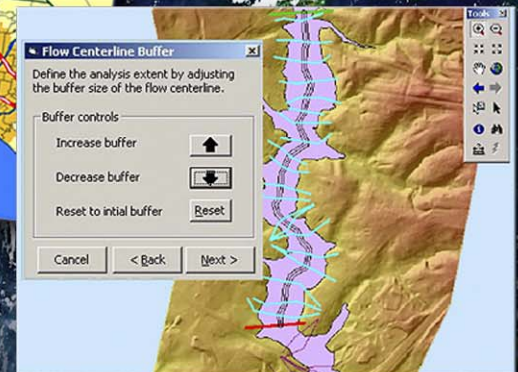 Flow Centerline Buffer
Tools
Define the analysis extent by adjusting
the buffer size of the flow centerline.
Buffer controls
Increase buffer
Decrease buffer
Reset to intial buffer
Reset
Cancel
< Back
Next >